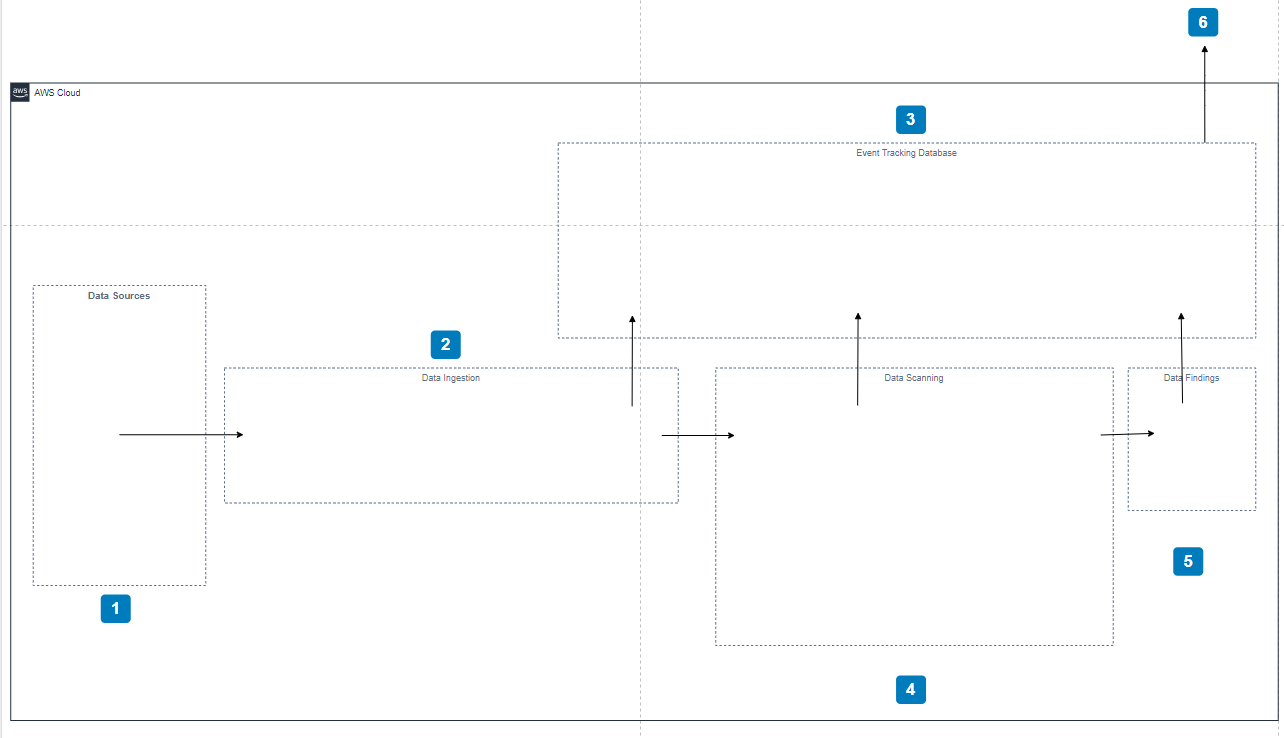 6
aws
AWS Cloud
3
Event Tracking Database
Data Sources
2
Data Ingestion
Data Scanning
Data Findings
5
1
4